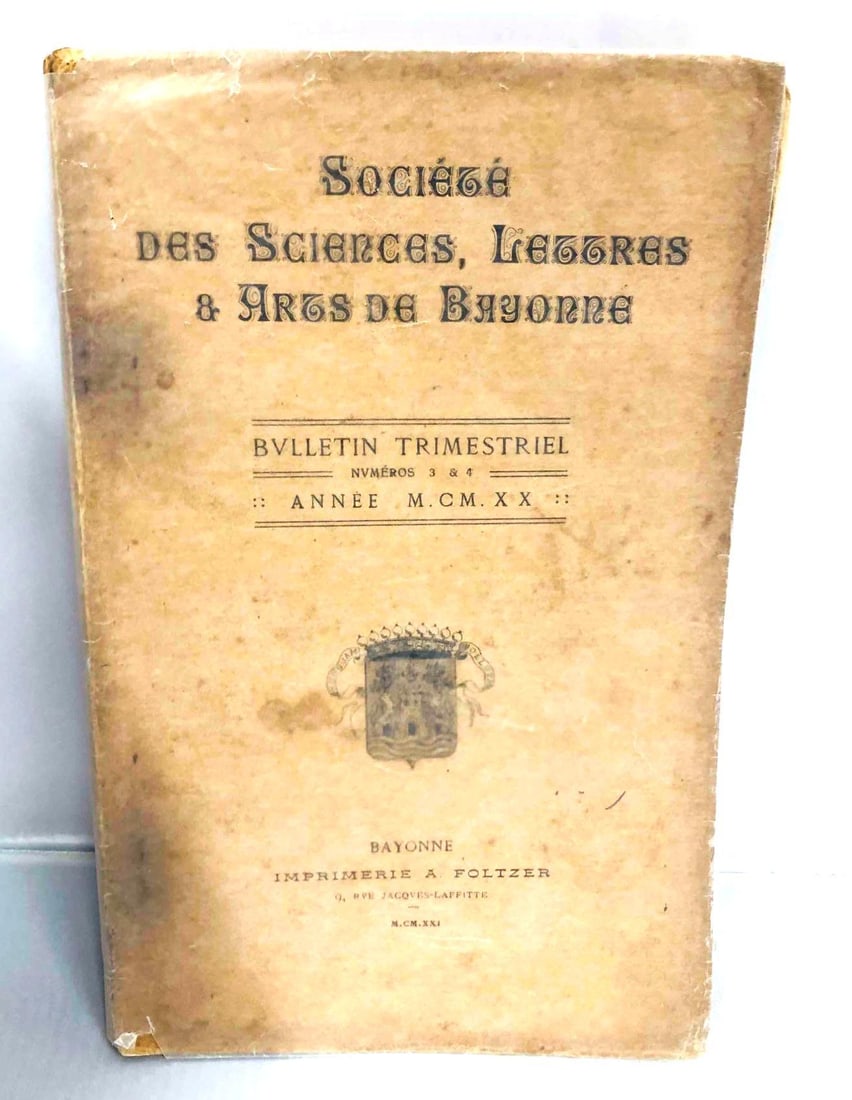 Société
des Sciences, Lettres
& Arts de Bayonne
BVLLETIN TRIMESTRIEL
NVMÉROS 3 & 4
:: ANNÉE M.CM.XX ::
BAYONNE
IMPRIMERIE A. FOLTZER
9, RVE JACQVES-LAFFITTE
M.CM.XXI